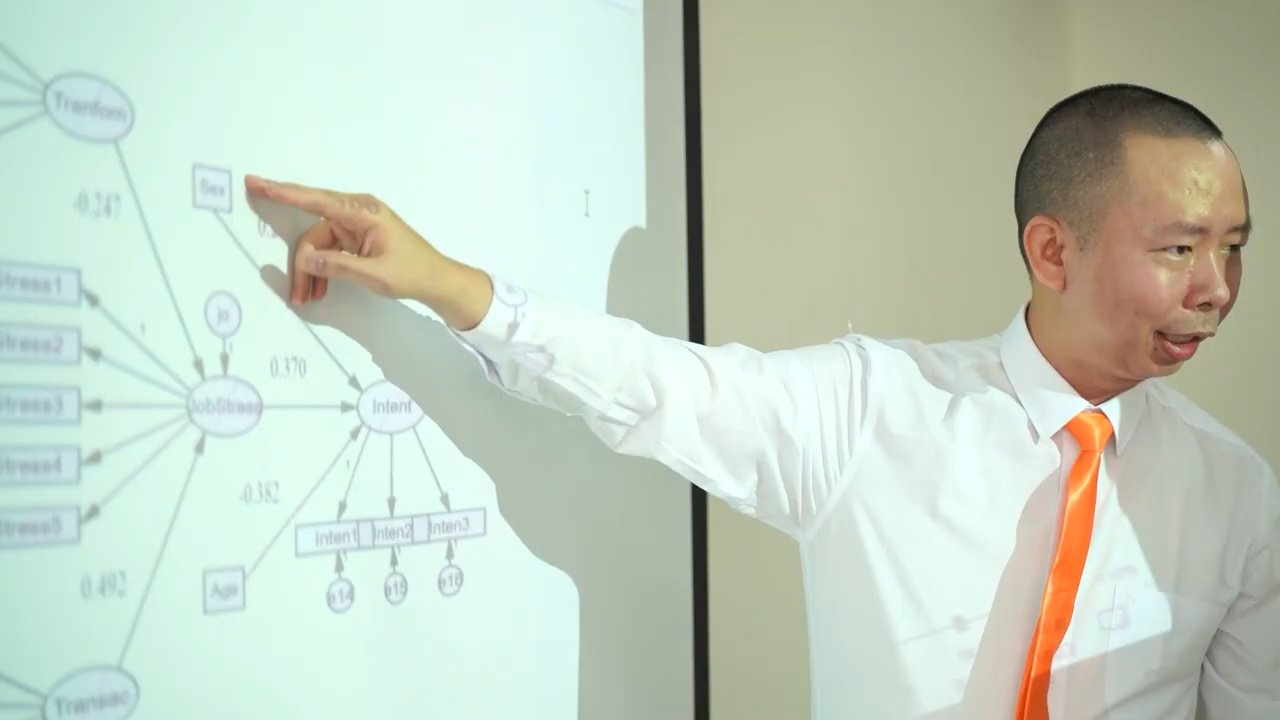 Tranform
Sex
-0.247
Stress1
jo
Stress2
0.370
Stress3
JobStress
Intent
Stress4
-0.382
Stress5
Inten1 Inten2 Inten3
Age
e14 e15 e16
0.492
Transac